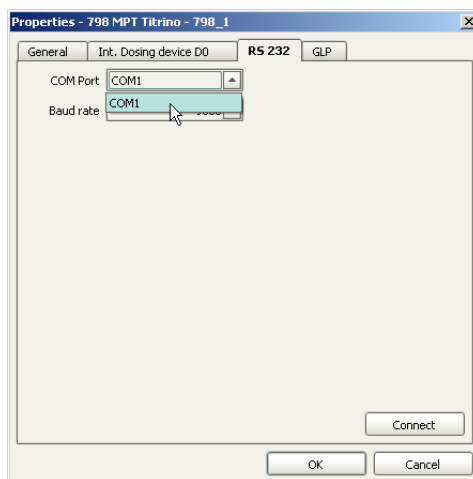 Properties - 798 MPT Titrino - 798_1
General Int. Dosing device D0 RS 232 GLP
COM Port COM1
COM1
Baud rate
Connect
OK Cancel